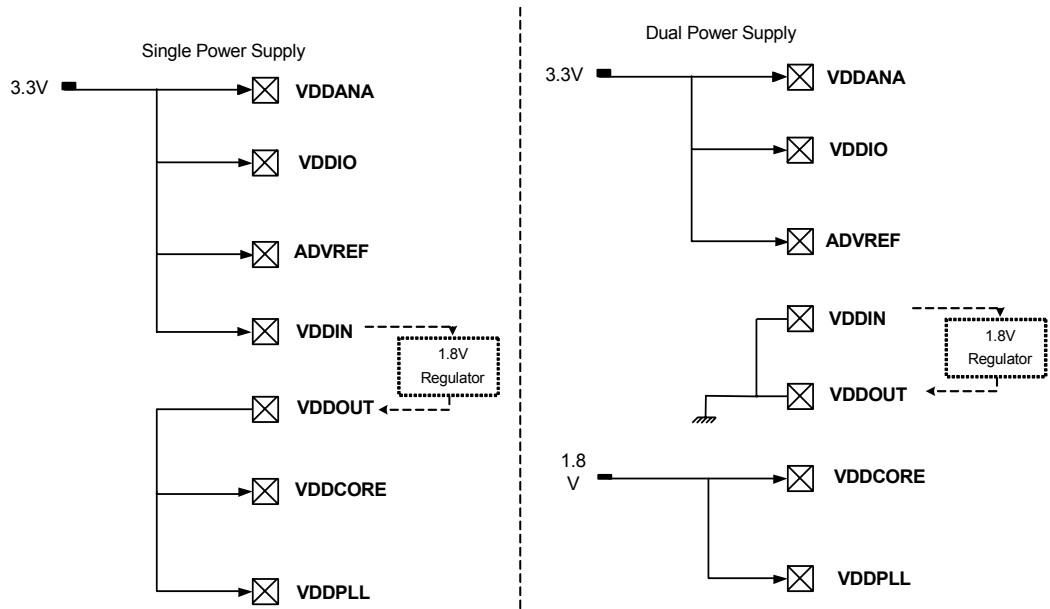 Single Power Supply
3.3V
VDDANA
VDDIO
ADVREF
VDDIN
1.8V
Regulator
VDDOUT
VDDCORE
VDDPLL
Dual Power Supply
3.3V
VDDANA
VDDIO
ADVREF
VDDIN
1.8V
Regulator
VDDOUT
1.8
V
VDDCORE
VDDPLL